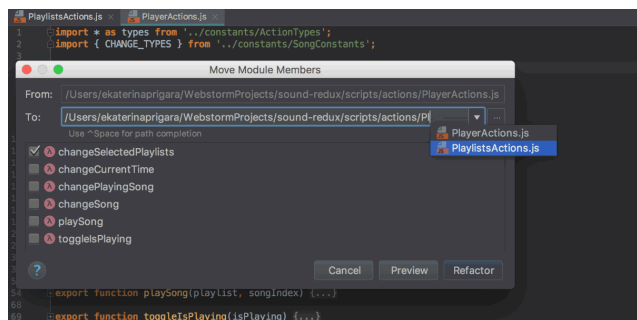 PlaylistsActions.js × PlayerActions.js ×
1 import * as types from '../constants/ActionTypes';
2 import { CHANGE_TYPES } from '../constants/SongConstants';
3
Move Module Members
From: /Users/ekaterinaprigara/WebstormProjects/sound-redux/scripts/actions/PlayerActions.js
To: /Users/ekaterinaprigara/WebstormProjects/sound-redux/scripts/actions/Pl
Use ^Space for path completion
PlayerActions.js
PlaylistsActions.js
λ changeSelectedPlaylists
λ changeCurrentTime
λ changePlayingSong
λ changeSong
λ playSong
λ toggleIsPlaying
? Cancel Preview Refactor
54 export function playSong(playlist, songIndex) {...}
68
69 export function toggleIsPlaying(isPlaying) {...}